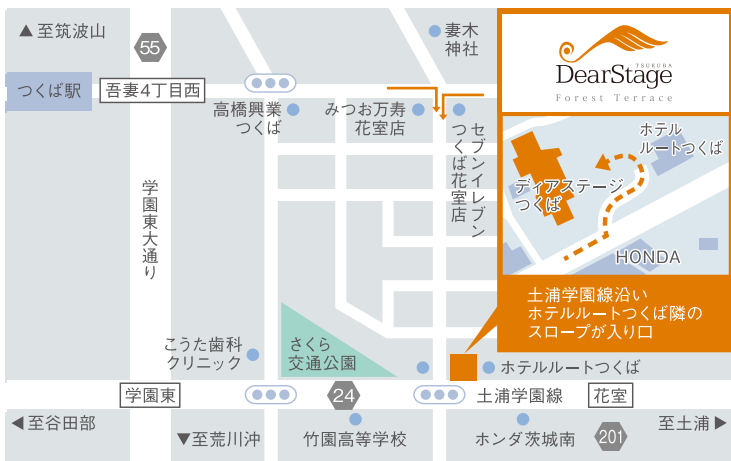 ▲至筑波山
55
妻木
神社
つくば駅
吾妻4丁目西
高橋興業
つくば
みつお万寿
花室店
セブンイレブン
つくば花室店
学園東大通り
TSUKUBA
DearStage
Forest Terrace
ホテル
ルートつくば
ディアステージ
つくば
HONDA
土浦学園線沿い
ホテルルートつくば隣の
スロープが入り口
こうた歯科
クリニック
さくら
交通公園
ホテルルートつくば
学園東
24
土浦学園線
花室
◀至谷田部
▼至荒川沖
竹園高等学校
ホンダ茨城南
201
至土浦▶